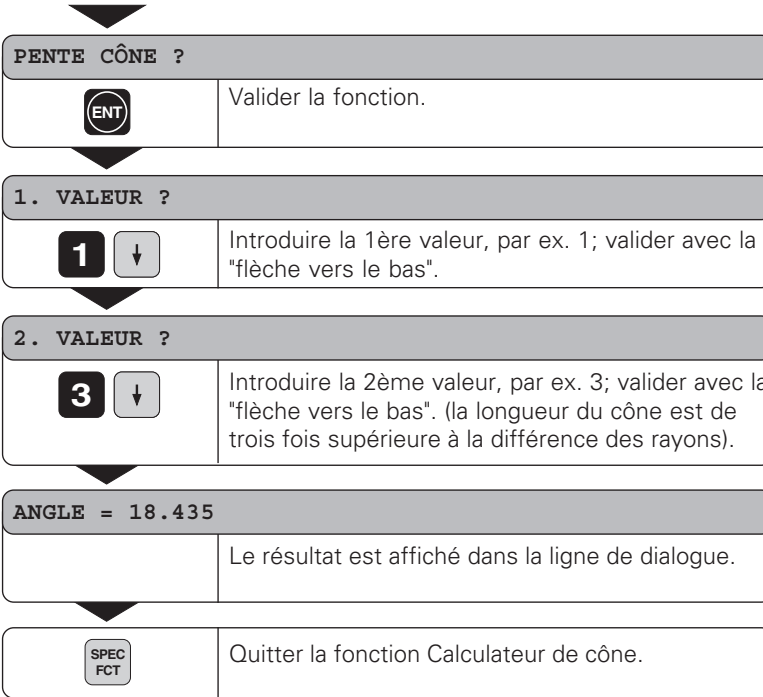 PENTE CÔNE ?
ENT
Valider la fonction.
1. VALEUR ?
1
Introduire la 1ère valeur, par ex. 1; valider avec la
"flèche vers le bas".
2. VALEUR ?
3
Introduire la 2ème valeur, par ex. 3; valider avec la
"flèche vers le bas". (la longueur du cône est de
trois fois supérieure à la différence des rayons).
ANGLE = 18.435
Le résultat est affiché dans la ligne de dialogue.
SPEC
FCT
Quitter la fonction Calculateur de cône.